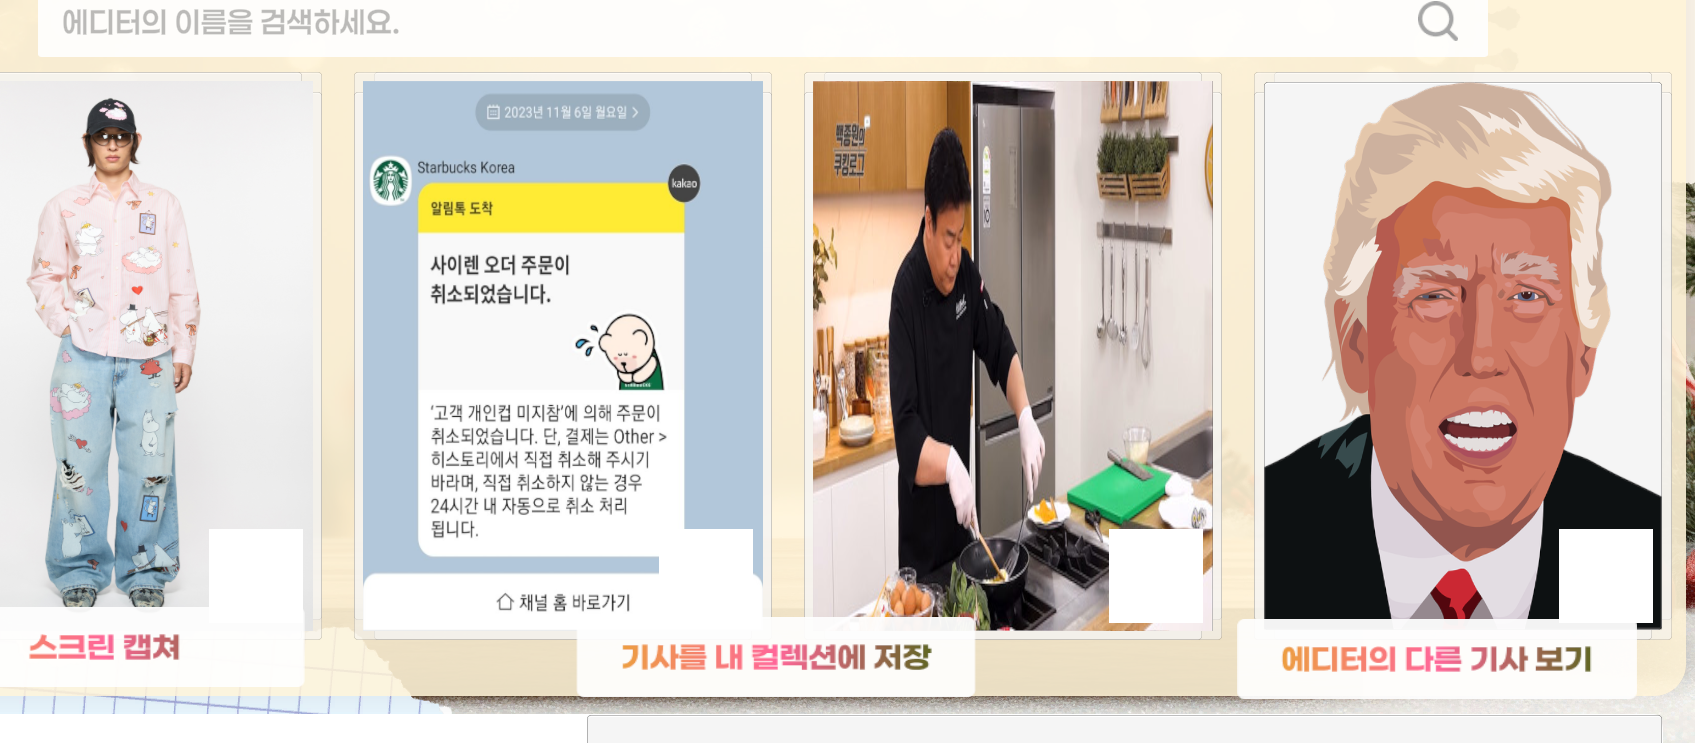 에디터의 이름을 검색하세요.
2023년 11월 6일 월요일 >
Starbucks Korea
kakao
알림톡 도착
사이렌 오더 주문이
취소되었습니다.
‘고객 개인컵 미지참’에 의해 주문이
취소되었습니다. 단, 결제는 Other >
히스토리에서 직접 취소해 주시기
바라며, 직접 취소하지 않는 경우
24시간 내 자동으로 취소 처리
됩니다.
채널 홈 바로가기
백종원의
쿠킹로그
스크린 캡쳐
기사를 내 컬렉션에 저장
에디터의 다른 기사 보기